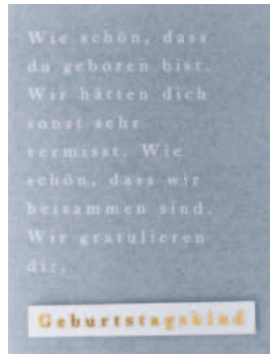 Wie schön, dass
du geboren bist.
Wir hätten dich
sonst sehr
vermisst. Wie
schön, dass wir
beisammen sind.
Wir gratulieren
dir,
Geburtstagskind